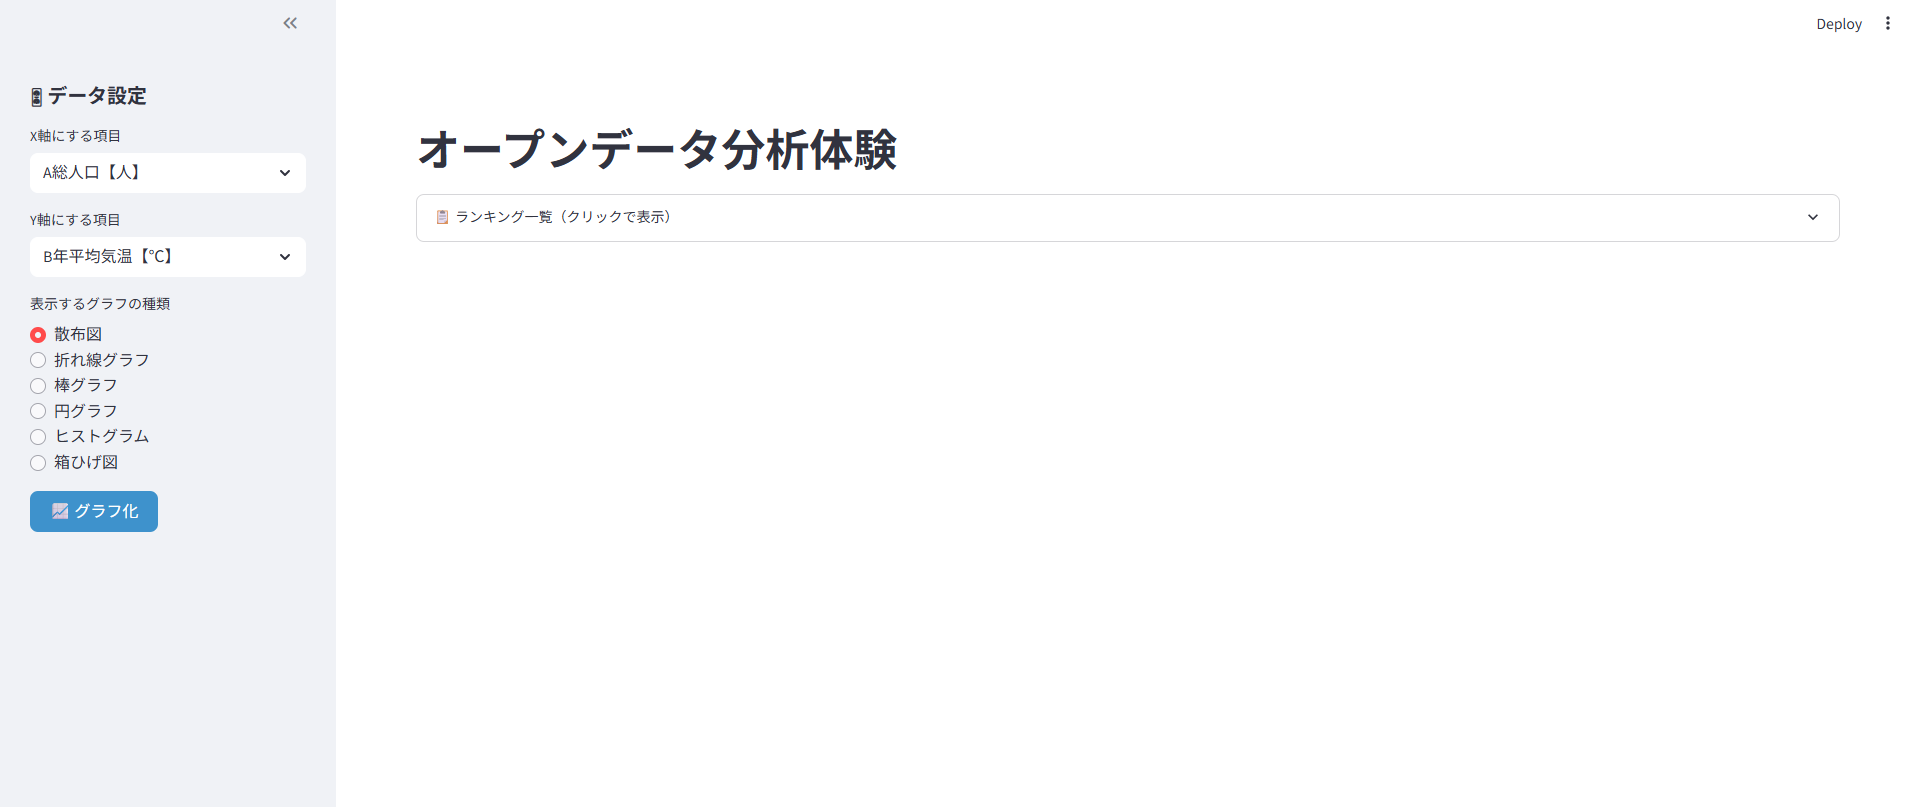 データ設定
X軸にする項目
A総人口【人】
Y軸にする項目
B年平均気温【℃】
表示するグラフの種類
散布図
折れ線グラフ
棒グラフ
円グラフ
ヒストグラム
箱ひげ図
グラフ化
Deploy
オープンデータ分析体験
ランキング一覧（クリックで表示）